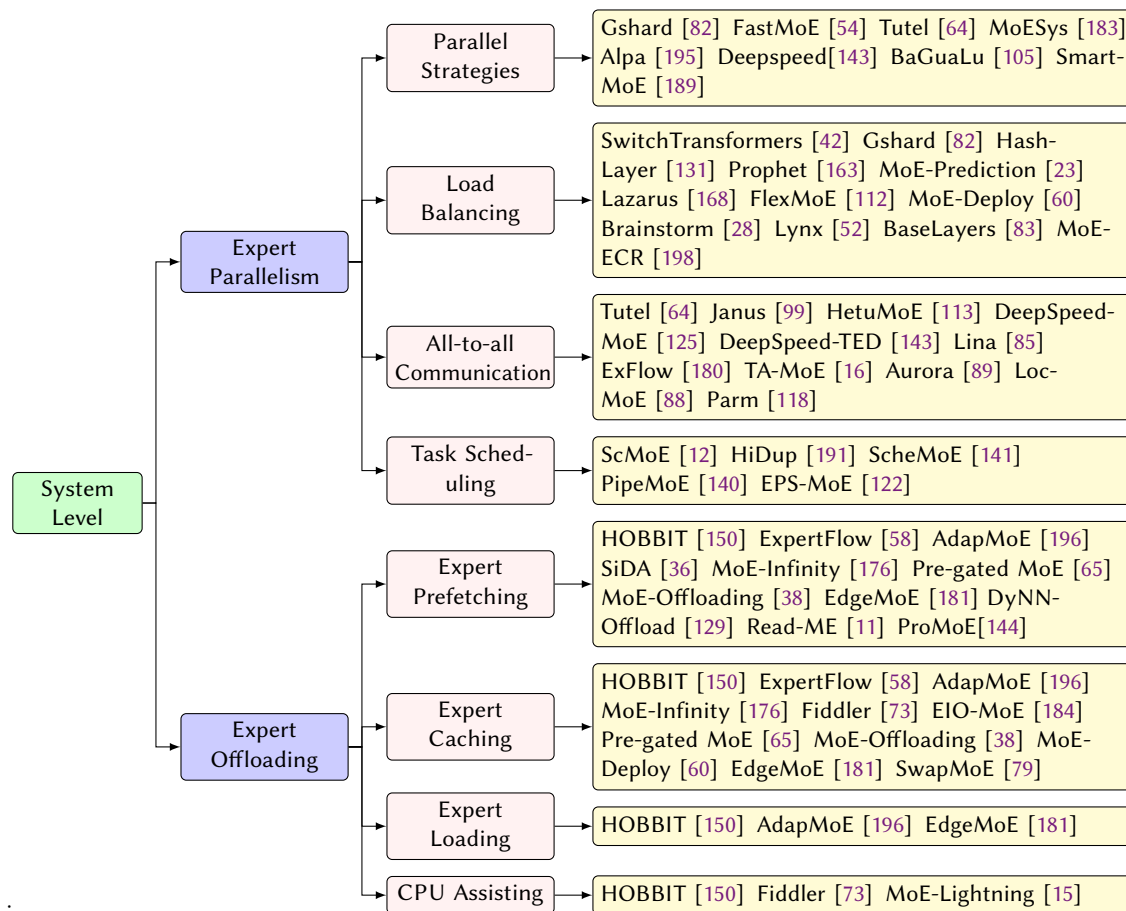 Parallel
Strategies
Gshard [82] FastMoE [54] Tutel [64] MoESys [183]
Alpa [195] Deepspeed[143] BaGuaLu [105] Smart-
MoE [189]
Load
Balancing
SwitchTransformers [42] Gshard [82] Hash-
Layer [131] Prophet [163] MoE-Prediction [23]
Lazarus [168] FlexMoE [112] MoE-Deploy [60]
Brainstorm [28] Lynx [52] BaseLayers [83] MoE-
ECR [198]
Expert
Parallelism
All-to-all
Communication
Tutel [64] Janus [99] HetuMoE [113] DeepSpeed-
MoE [125] DeepSpeed-TED [143] Lina [85]
ExFlow [180] TA-MoE [16] Aurora [89] Loc-
MoE [88] Parm [118]
Task Sched-
uling
ScMoE [12] HiDup [191] ScheMoE [141]
PipeMoE [140] EPS-MoE [122]
System
Level
Expert
Prefetching
HOBBIT [150] ExpertFlow [58] AdapMoE [196]
SiDA [36] MoE-Infinity [176] Pre-gated MoE [65]
MoE-Offloading [38] EdgeMoE [181] DyNN-
Offload [129] Read-ME [11] ProMoE[144]
Expert
Offloading
Expert
Caching
HOBBIT [150] ExpertFlow [58] AdapMoE [196]
MoE-Infinity [176] Fiddler [73] EIO-MoE [184]
Pre-gated MoE [65] MoE-Offloading [38] MoE-
Deploy [60] EdgeMoE [181] SwapMoE [79]
Expert
Loading
HOBBIT [150] AdapMoE [196] EdgeMoE [181]
CPU Assisting
HOBBIT [150] Fiddler [73] MoE-Lightning [15]
.